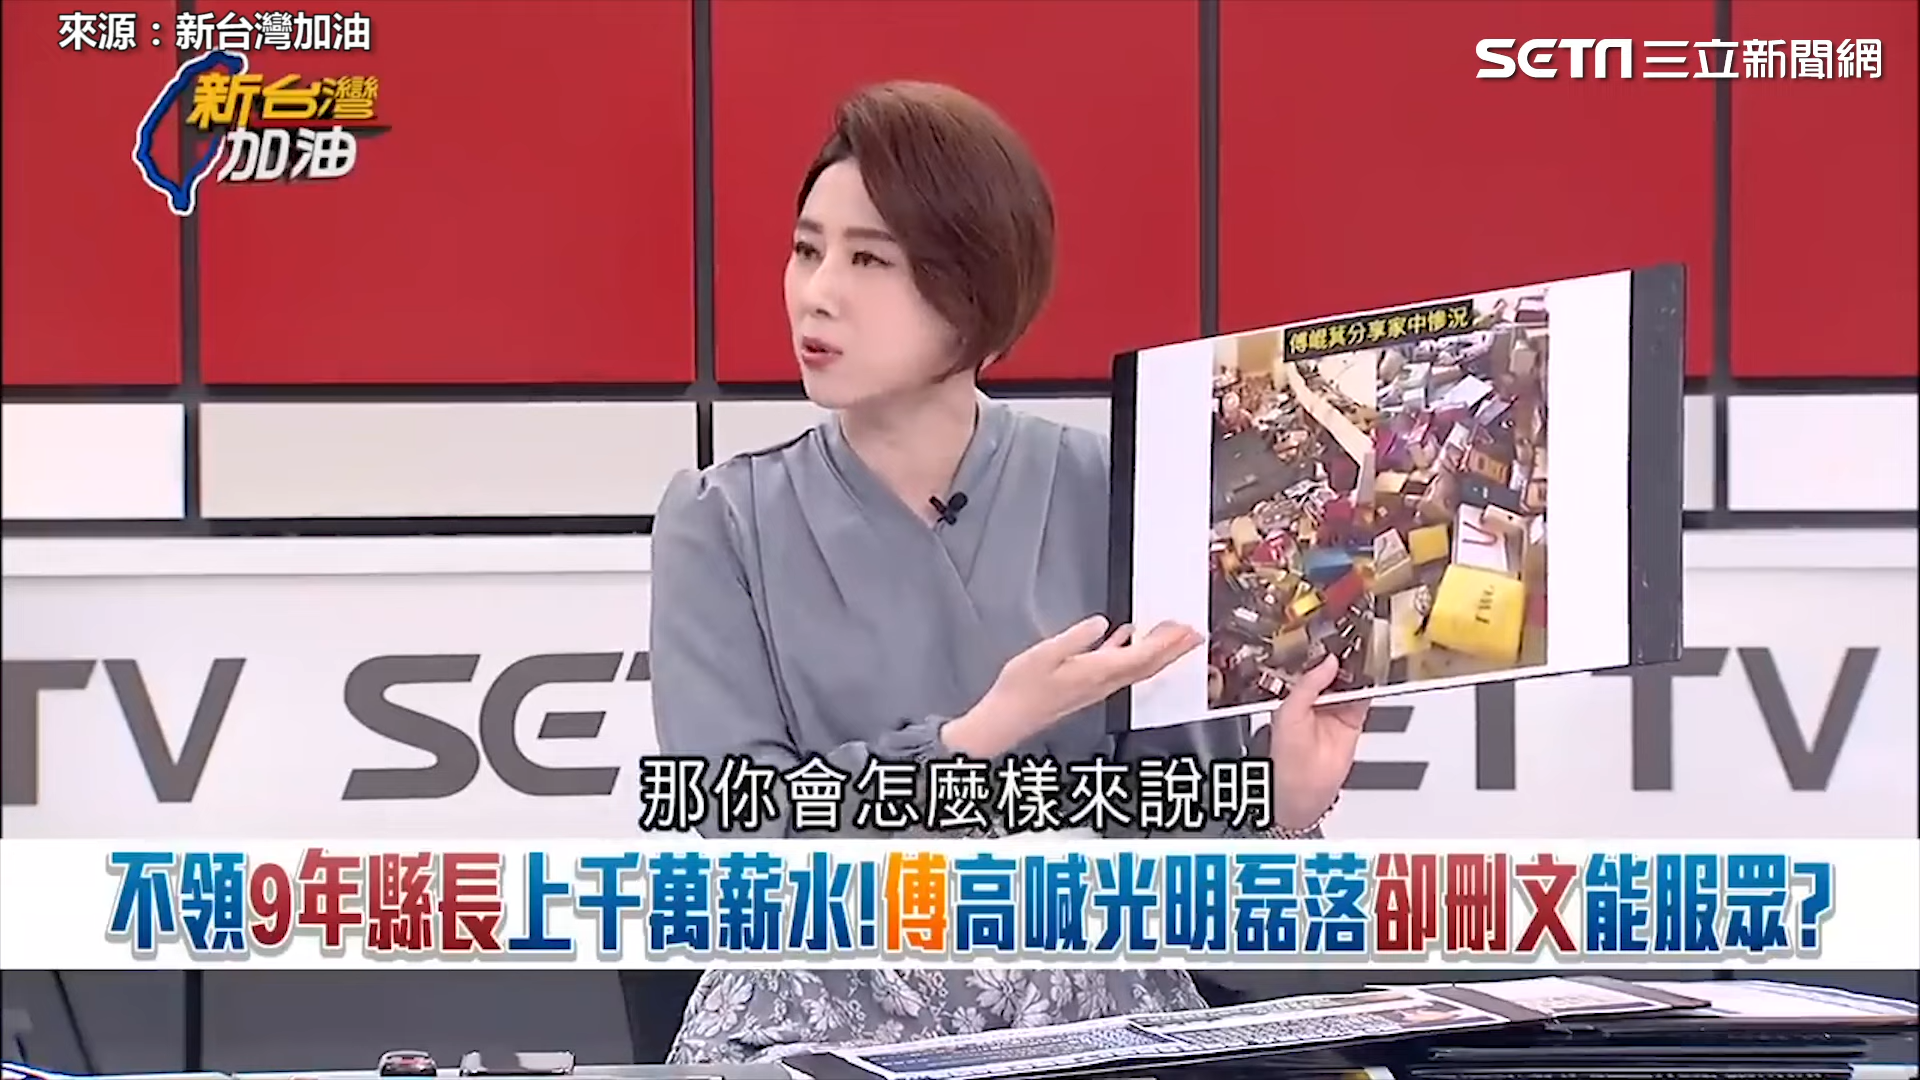 來源：新台灣加油
SETN三立新聞網
新台灣
加油
傅崐萁分享家中慘況
TWG
TV SET
SETTV
那你會怎麼樣來說明
不領9年縣長上千萬薪水!傅高喊光明磊落卻刪文能服眾?